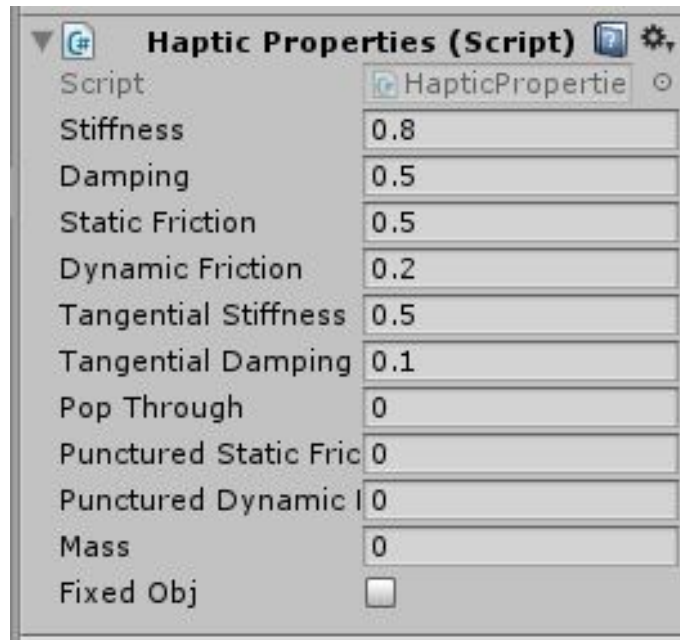 Haptic Properties (Script)
Script HapticPropertie
Stiffness 0.8
Damping 0.5
Static Friction 0.5
Dynamic Friction 0.2
Tangential Stiffness 0.5
Tangential Damping 0.1
Pop Through 0
Punctured Static Fric 0
Punctured Dynamic 0
Mass 0
Fixed Obj